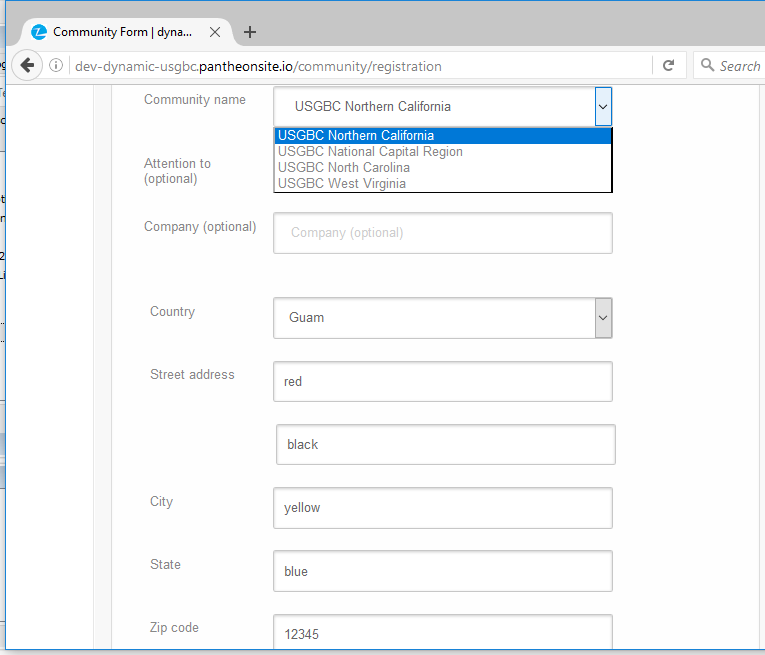 Community Form | dyna...
dev-dynamic-usgbc.pantheonsite.io/community/registration
Search
Community name
USGBC Northern California
USGBC Northern California
USGBC National Capital Region
USGBC North Carolina
USGBC West Virginia
Attention to
(optional)
Company (optional)
Company (optional)
Country
Guam
Street address
red
black
City
yellow
State
blue
Zip code
12345